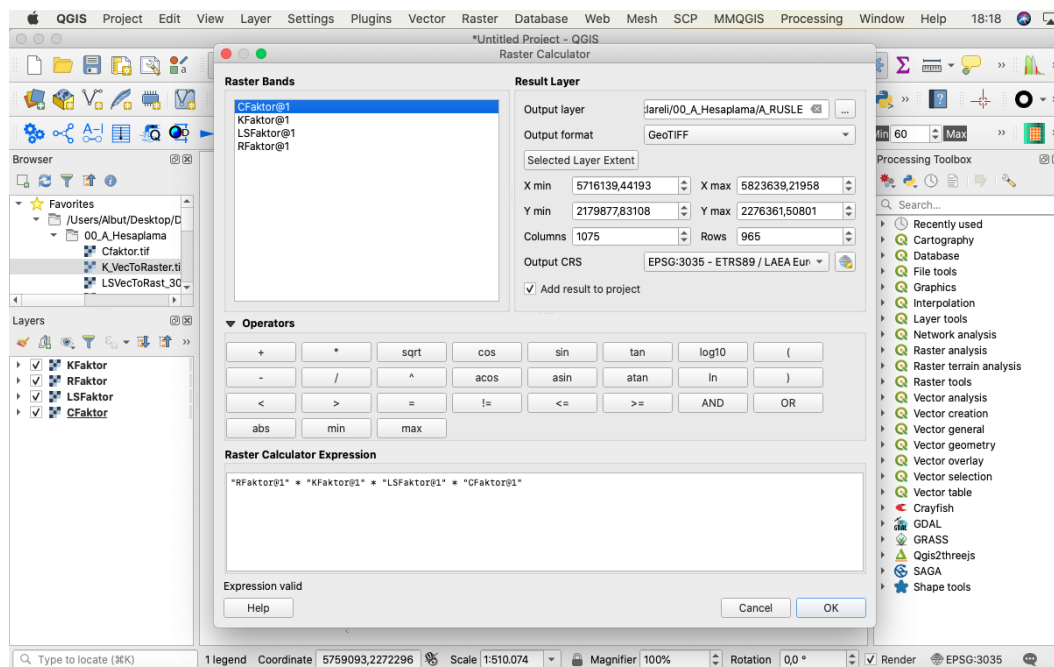 QGIS Project Edit View Layer Settings Plugins Vector Raster Database Web Mesh SCP MMQGIS Processing Window Help 18:18
*Untitled Project - QGIS
Raster Calculator
Raster Bands
CFaktor@1
KFaktor@1
LSFaktor@1
RFaktor@1
Result Layer
Output layer dareli/00_A_Hesaplama/A_RUSLE ...
Output format GeoTIFF
Selected Layer Extent
X min 5716139,44193 X max 5823639,21958
Y min 2179877,83108 Y max 2276361,50801
Columns 1075 Rows 965
Output CRS EPSG:3035 - ETRS89 / LAEA Eur
Add result to project
Operators
+ * sqrt cos sin tan log10 (
- / ^ acos asin atan ln )
< > = != <= >= AND OR
abs min max
Raster Calculator Expression
"RFaktor@1" * "KFaktor@1" * "LSFaktor@1" * "CFaktor@1"
Expression valid
Help Cancel OK
Min 60 Max
Browser
Favorites
/Users/Albut/Desktop/D
00_A_Hesaplama
Cfaktor.tif
K_VecToRaster.ti
LSVecToRast_30
Layers
KFaktor
RFaktor
LSFaktor
CFaktor
Processing Toolbox
Search...
Recently used
Cartography
Database
File tools
Graphics
Interpolation
Layer tools
Network analysis
Raster analysis
Raster terrain analysis
Raster tools
Vector analysis
Vector creation
Vector general
Vector geometry
Vector overlay
Vector selection
Vector table
Crayfish
GDAL
GRASS
Qgis2threejs
SAGA
Shape tools
Type to locate (⌘K) 1 legend Coordinate 5759093,2272296 Scale 1:510.074 Magnifier 100% Rotation 0,0 ° Render EPSG:3035